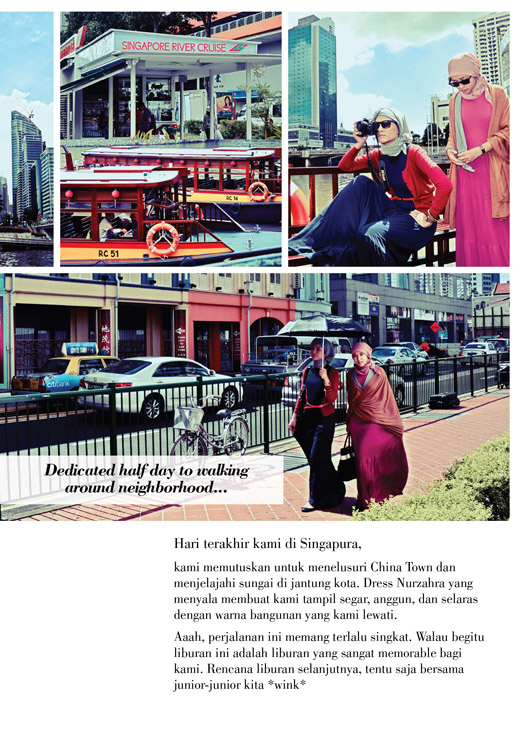 SINGAPORE RIVER CRUISE
RC 14
RC 51
citibank
Dedicated half day to walking
around neighborhood...
Hari terakhir kami di Singapura,
kami memutuskan untuk menelusuri China Town dan
menjelajahi sungai di jantung kota. Dress Nurzahra yang
menyala membuat kami tampil segar, anggun, dan selaras
dengan warna bangunan yang kami lewati.
Aaah, perjalanan ini memang terlalu singkat. Walau begitu
liburan ini adalah liburan yang sangat memorable bagi
kami. Rencana liburan selanjutnya, tentu saja bersama
junior-junior kita *wink*